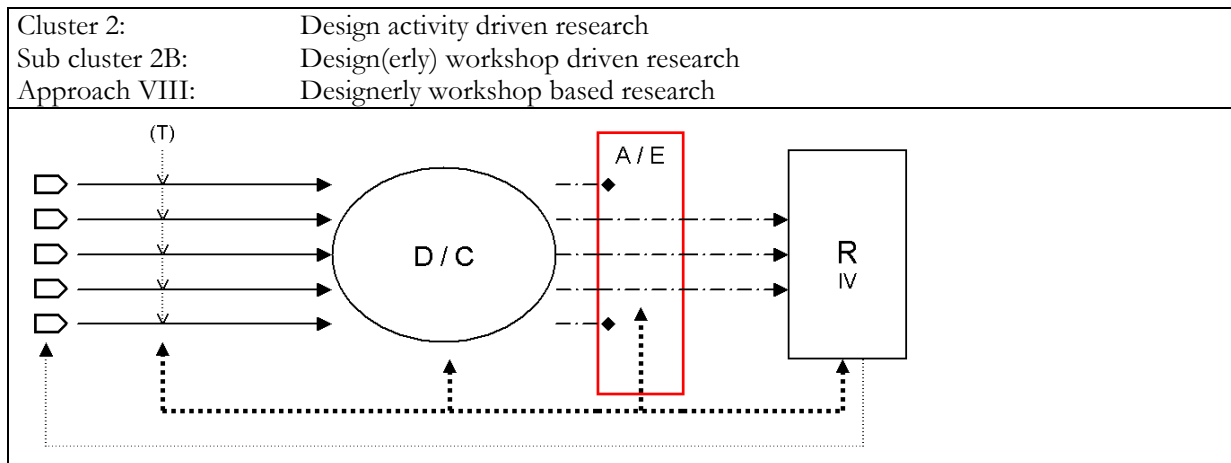 Cluster 2: Design activity driven research
Sub cluster 2B: Design(erly) workshop driven research
Approach VIII: Designerly workshop based research
(T)
A / E
D / C
R
IV